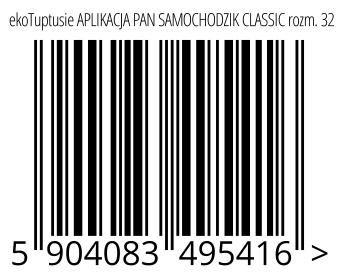 ekoTuptusie APLIKACJA PAN SAMOCHODZIK CLASSIC rozm. 32
5 904083 495416 >